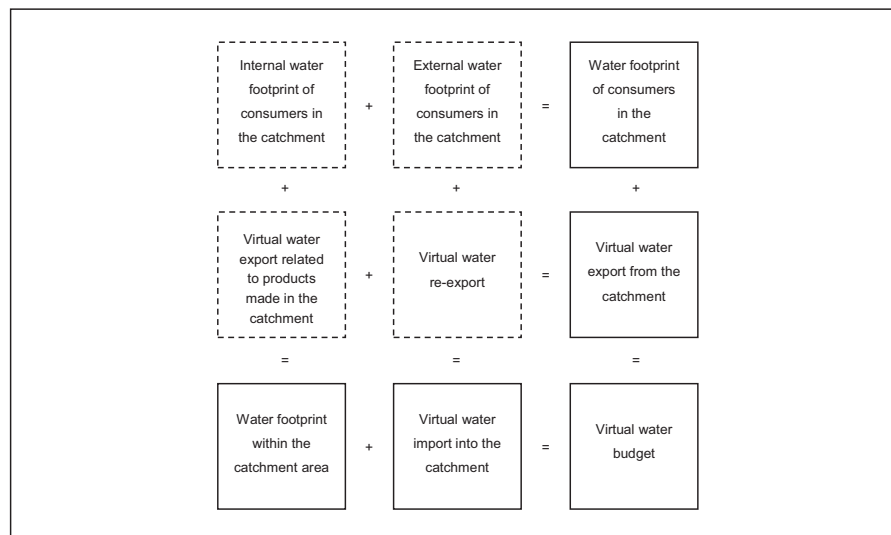 Internal water
footprint of
consumers in
the catchment
+
External water
footprint of
consumers in
the catchment
=
Water footprint
of consumers
in the
catchment
+
+
+
Virtual water
export related
to products
made in the
catchment
+
Virtual water
re-export
=
Virtual water
export from the
catchment
=
=
=
Water footprint
within the
catchment area
+
Virtual water
import into the
catchment
=
Virtual water
budget